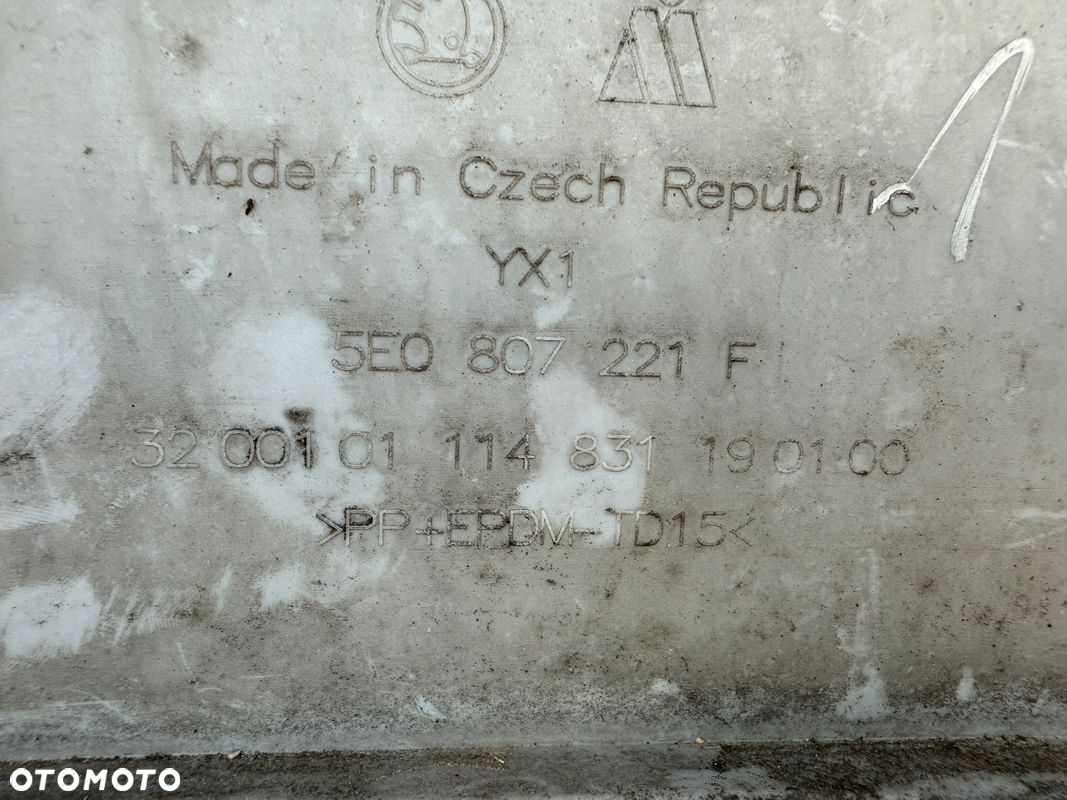 Made in Czech Republic
YX1
5E0 807 221 F
32 001 01 114 831 19 01 00
>PP+EPDM-TD15<
OTOMOTO